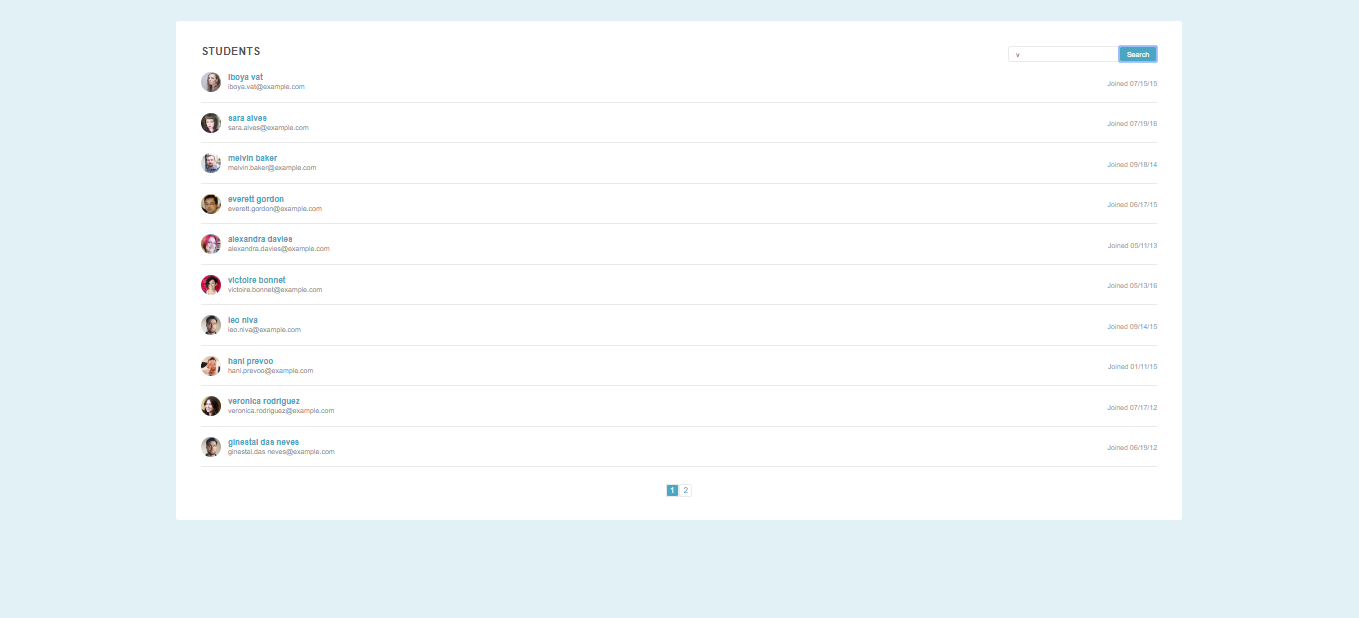 STUDENTS
v
Search
iboya vat
iboya.vat@example.com
Joined 07/15/15
sara alves
sara.alves@example.com
Joined 07/19/16
melvin baker
melvin.baker@example.com
Joined 09/18/14
everett gordon
everett.gordon@example.com
Joined 06/17/15
alexandra davies
alexandra.davies@example.com
Joined 05/11/13
victoire bonnet
victoire.bonnet@example.com
Joined 05/13/16
leo niva
leo.niva@example.com
Joined 09/14/15
hani prevoo
hani.prevoo@example.com
Joined 01/11/15
veronica rodriguez
veronica.rodriguez@example.com
Joined 07/17/12
ginestal das neves
ginestal.das neves@example.com
Joined 06/19/12
1 2